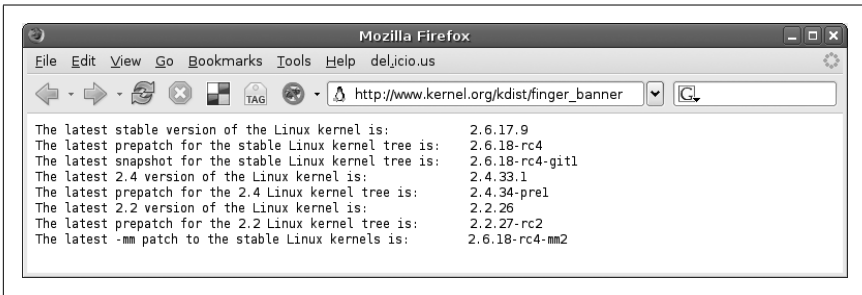 Mozilla Firefox
File Edit View Go Bookmarks Tools Help del.icio.us
TAG http://www.kernel.org/kdist/finger_banner G
The latest stable version of the Linux kernel is: 2.6.17.9
The latest prepatch for the stable Linux kernel tree is: 2.6.18-rc4
The latest snapshot for the stable Linux kernel tree is: 2.6.18-rc4-git1
The latest 2.4 version of the Linux kernel is: 2.4.33.1
The latest prepatch for the 2.4 Linux kernel tree is: 2.4.34-pre1
The latest 2.2 version of the Linux kernel is: 2.2.26
The latest prepatch for the 2.2 Linux kernel tree is: 2.2.27-rc2
The latest -mm patch to the stable Linux kernels is: 2.6.18-rc4-mm2